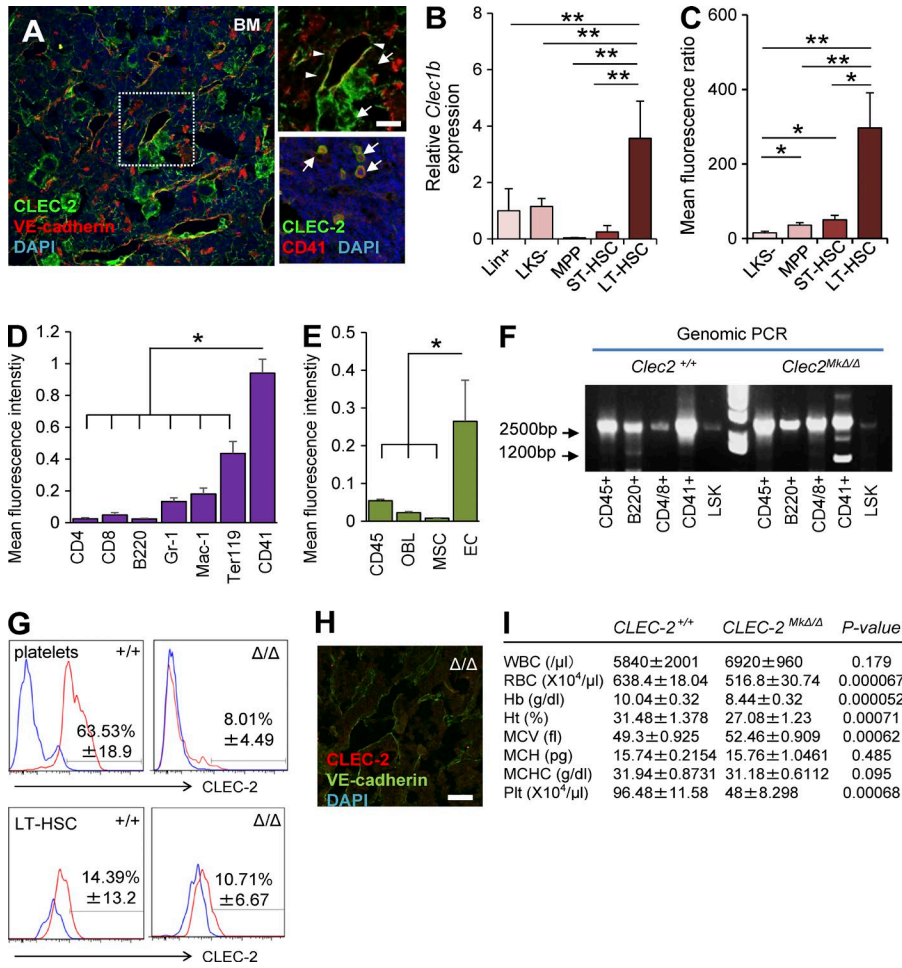 A
BM
CLEC-2
VE-cadherin
DAPI
CLEC-2
CD41 DAPI
B
Relative Clec1b
expression
8
6
4
2
0
**
**
**
**
Lin+
LKS-
MPP
ST-HSC
LT-HSC
C
Mean fluorescence ratio
600
400
200
0
**
**
*
*
*
LKS-
MPP
ST-HSC
LT-HSC
D
Mean fluorescence intenstiy
1.2
1
0.8
0.6
0.4
0.2
0
*
CD4
CD8
B220
Gr-1
Mac-1
Ter119
CD41
E
Mean fluorescence intenstiy
0.5
0.4
0.3
0.2
0.1
0
*
CD45
OBL
MSC
EC
F
Genomic PCR
Clec2 +/+ Clec2MkΔ/Δ
2500bp
1200bp
CD45+
B220+
CD4/8+
CD41+
LSK
CD45+
B220+
CD4/8+
CD41+
LSK
G
platelets +/+
63.53%
±18.9
Δ/Δ
8.01%
±4.49
CLEC-2
LT-HSC +/+
14.39%
±13.2
Δ/Δ
10.71%
±6.67
CLEC-2
H
Δ/Δ
CLEC-2
VE-cadherin
DAPI
I
CLEC-2+/+ CLEC-2 MkΔ/Δ P-value
WBC (/μl) 5840±2001 6920±960 0.179
RBC (X10⁴/μl) 638.4±18.04 516.8±30.74 0.000067
Hb (g/dl) 10.04±0.32 8.44±0.32 0.000052
Ht (%) 31.48±1.378 27.08±1.23 0.00071
MCV (fl) 49.3±0.925 52.46±0.909 0.00062
MCH (pg) 15.74±0.2154 15.76±1.0461 0.485
MCHC (g/dl) 31.94±0.8731 31.18±0.6112 0.095
Plt (X10⁴/μl) 96.48±11.58 48±8.298 0.00068